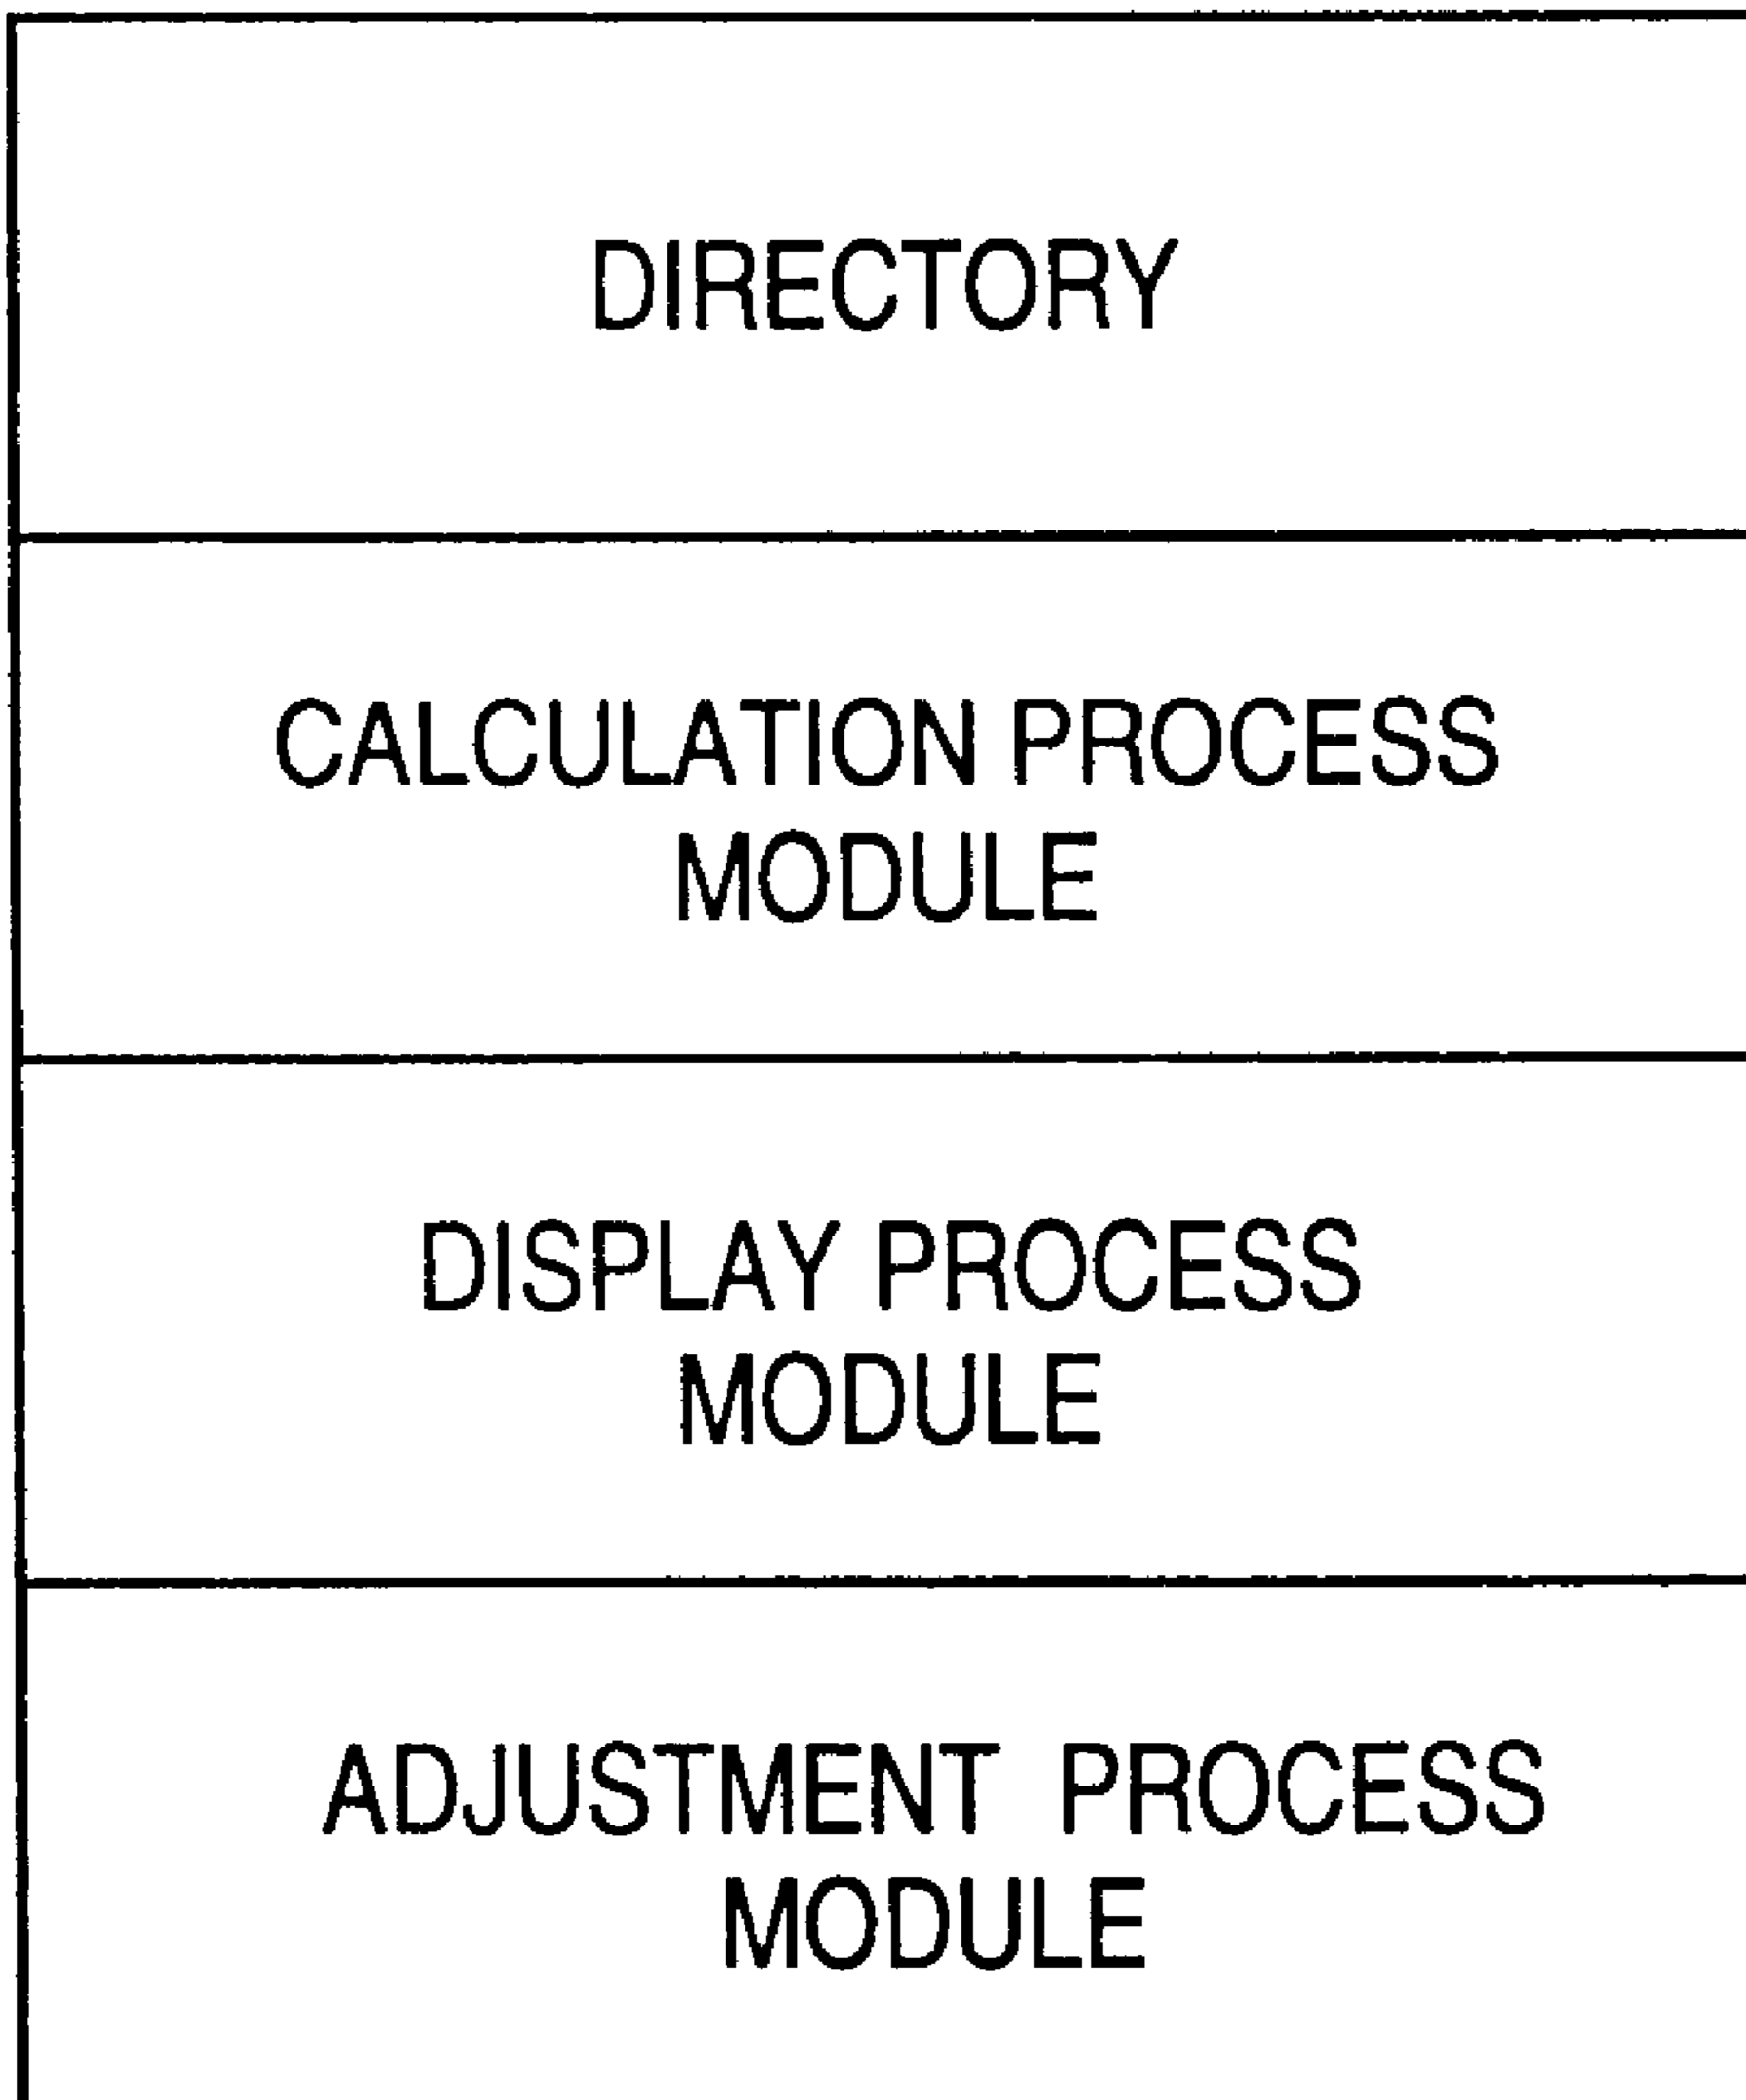 DIRECTORY
CALCULATION PROCESS
MODULE
DISPLAY PROCESS
MODULE
ADJUSTMENT PROCESS
MODULE